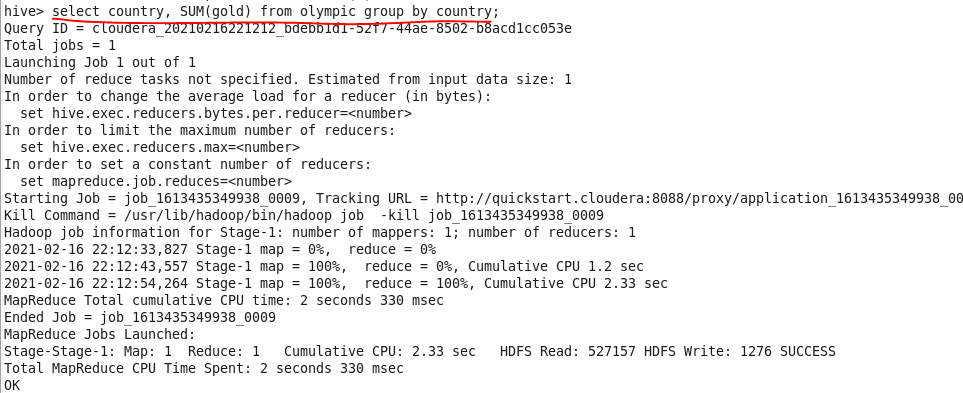 hive> select country, SUM(gold) from olympic group by country;
Query ID = cloudera_20210216221212_bdebb1d1-52f7-44ae-8502-b8acd1cc053e
Total jobs = 1
Launching Job 1 out of 1
Number of reduce tasks not specified. Estimated from input data size: 1
In order to change the average load for a reducer (in bytes):
  set hive.exec.reducers.bytes.per.reducer=<number>
In order to limit the maximum number of reducers:
  set hive.exec.reducers.max=<number>
In order to set a constant number of reducers:
  set mapreduce.job.reduces=<number>
Starting Job = job_1613435349938_0009, Tracking URL = http://quickstart.cloudera:8088/proxy/application_1613435349938_00
Kill Command = /usr/lib/hadoop/bin/hadoop job  -kill job_1613435349938_0009
Hadoop job information for Stage-1: number of mappers: 1; number of reducers: 1
2021-02-16 22:12:33,827 Stage-1 map = 0%,  reduce = 0%
2021-02-16 22:12:43,557 Stage-1 map = 100%,  reduce = 0%, Cumulative CPU 1.2 sec
2021-02-16 22:12:54,264 Stage-1 map = 100%,  reduce = 100%, Cumulative CPU 2.33 sec
MapReduce Total cumulative CPU time: 2 seconds 330 msec
Ended Job = job_1613435349938_0009
MapReduce Jobs Launched:
Stage-Stage-1: Map: 1  Reduce: 1   Cumulative CPU: 2.33 sec   HDFS Read: 527157 HDFS Write: 1276 SUCCESS
Total MapReduce CPU Time Spent: 2 seconds 330 msec
OK